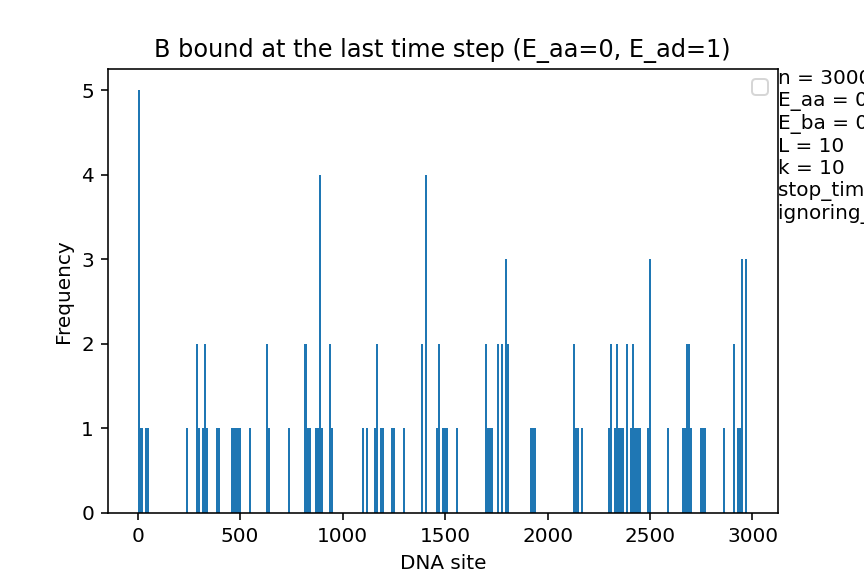 B bound at the last time step (E_aa=0, E_ad=1)
n = 3000
E_aa = 0
E_ba = 0
L = 10
k = 10
stop_tim
ignoring_
Frequency
5
4
3
2
1
0
0 500 1000 1500 2000 2500 3000
DNA site